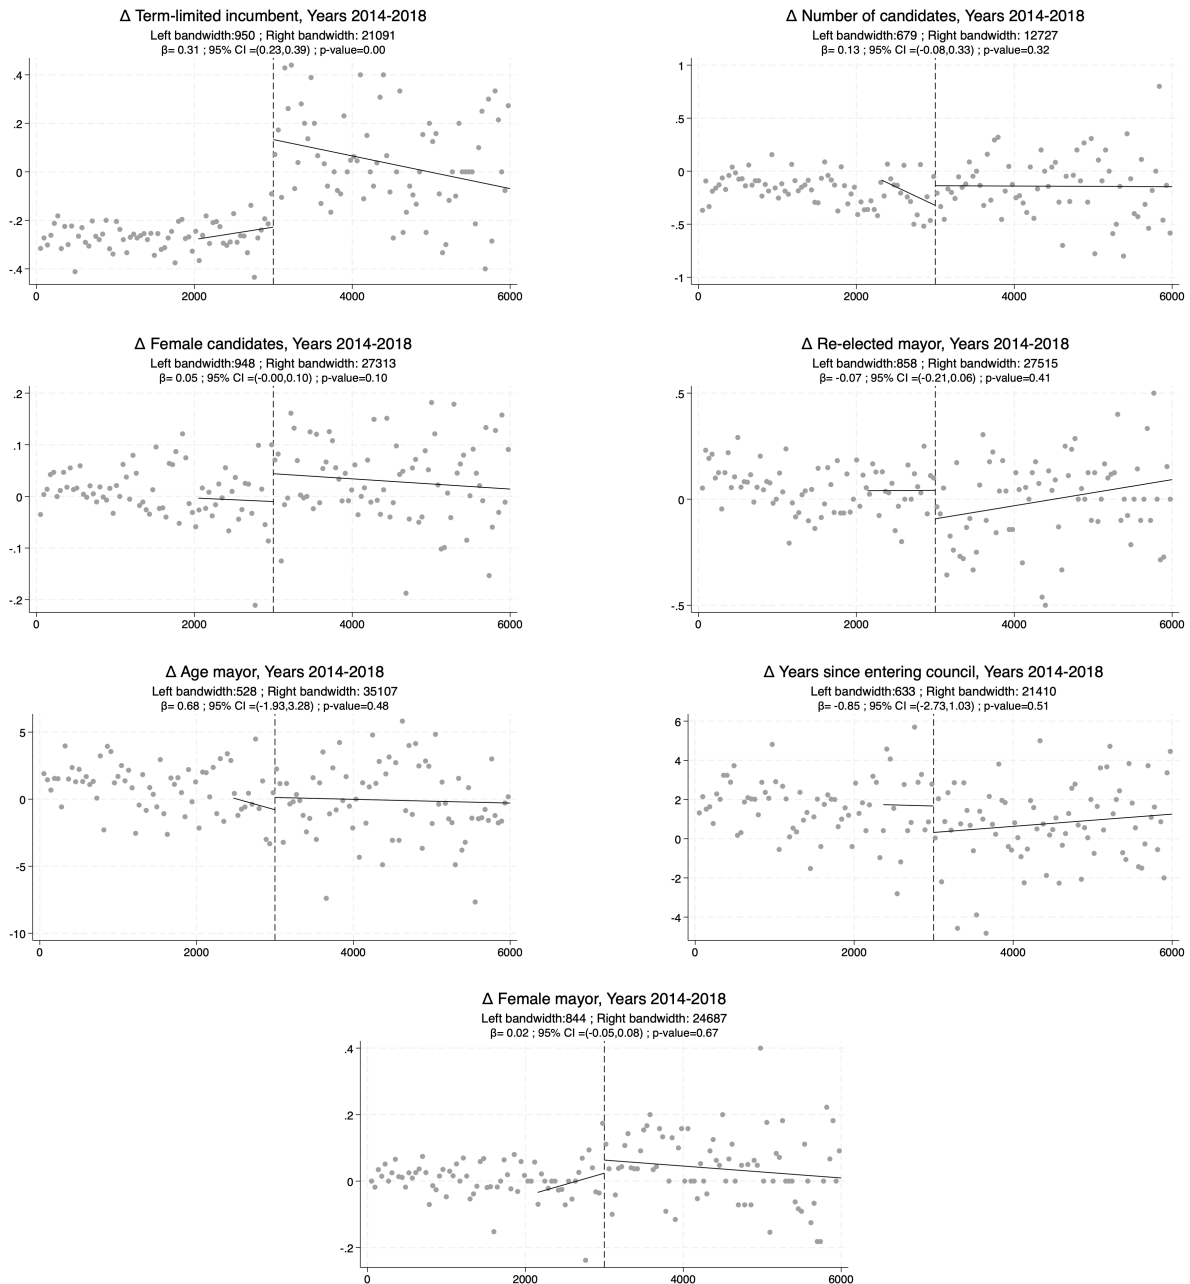 Δ Term-limited incumbent, Years 2014-2018
Left bandwidth:950 ; Right bandwidth: 21091
β= 0.31 ; 95% CI =(0.23,0.39) ; p-value=0.00
.4
.2
0
-.2
-.4
0 2000 4000 6000
Δ Number of candidates, Years 2014-2018
Left bandwidth:679 ; Right bandwidth: 12727
β= 0.13 ; 95% CI =(-0.08,0.33) ; p-value=0.32
1
.5
0
-.5
-1
0 2000 4000 6000
Δ Female candidates, Years 2014-2018
Left bandwidth:948 ; Right bandwidth: 27313
β= 0.05 ; 95% CI =(-0.00,0.10) ; p-value=0.10
.2
.1
0
-.1
-.2
0 2000 4000 6000
Δ Re-elected mayor, Years 2014-2018
Left bandwidth:858 ; Right bandwidth: 27515
β= -0.07 ; 95% CI =(-0.21,0.06) ; p-value=0.41
.5
0
-.5
0 2000 4000 6000
Δ Age mayor, Years 2014-2018
Left bandwidth:528 ; Right bandwidth: 35107
β= 0.68 ; 95% CI =(-1.93,3.28) ; p-value=0.48
5
0
-5
-10
0 2000 4000 6000
Δ Years since entering council, Years 2014-2018
Left bandwidth:633 ; Right bandwidth: 21410
β= -0.85 ; 95% CI =(-2.73,1.03) ; p-value=0.51
6
4
2
0
-2
-4
0 2000 4000 6000
Δ Female mayor, Years 2014-2018
Left bandwidth:844 ; Right bandwidth: 24687
β= 0.02 ; 95% CI =(-0.05,0.08) ; p-value=0.67
.4
.2
0
-.2
0 2000 4000 6000